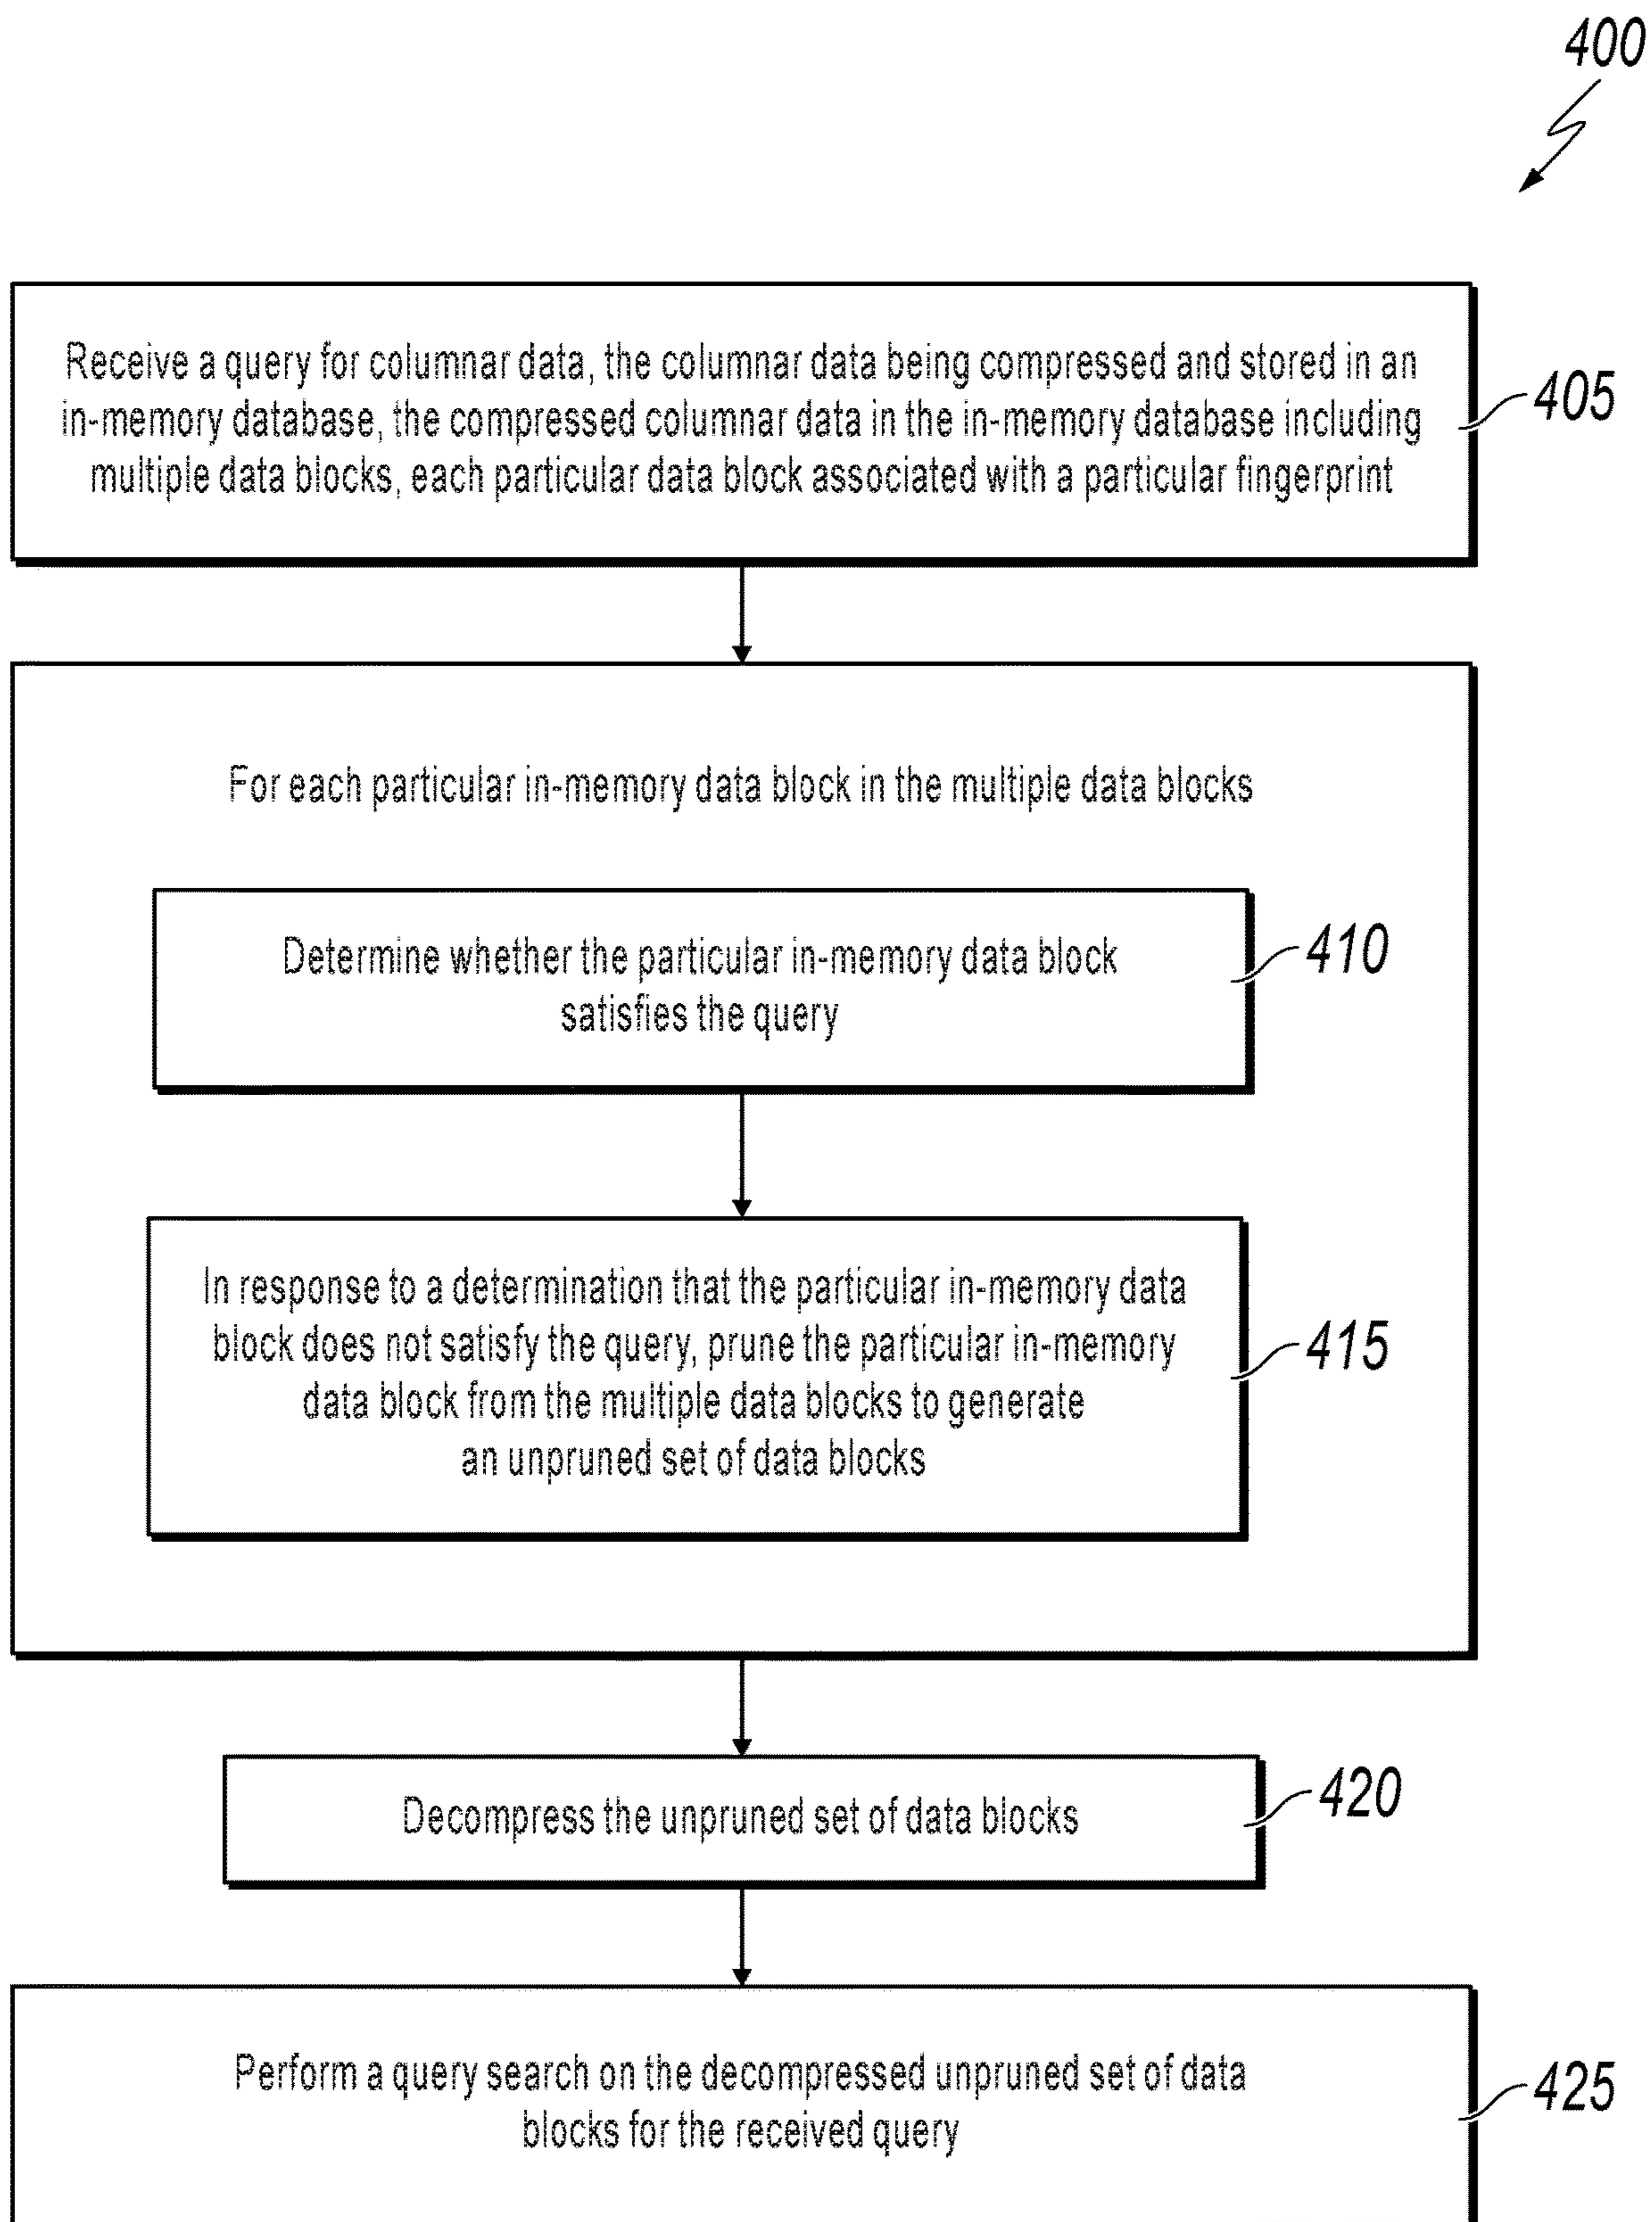 400
Receive a query for columnar data, the columnar data being compressed and stored in an
in-memory database, the compressed columnar data in the in-memory database including
multiple data blocks, each particular data block associated with a particular fingerprint
405
For each particular in-memory data block in the multiple data blocks
Determine whether the particular in-memory data block
satisfies the query
410
In response to a determination that the particular in-memory data
block does not satisfy the query, prune the particular in-memory
data block from the multiple data blocks to generate
an unpruned set of data blocks
415
Decompress the unpruned set of data blocks
420
Perform a query search on the decompressed unpruned set of data
blocks for the received query
425